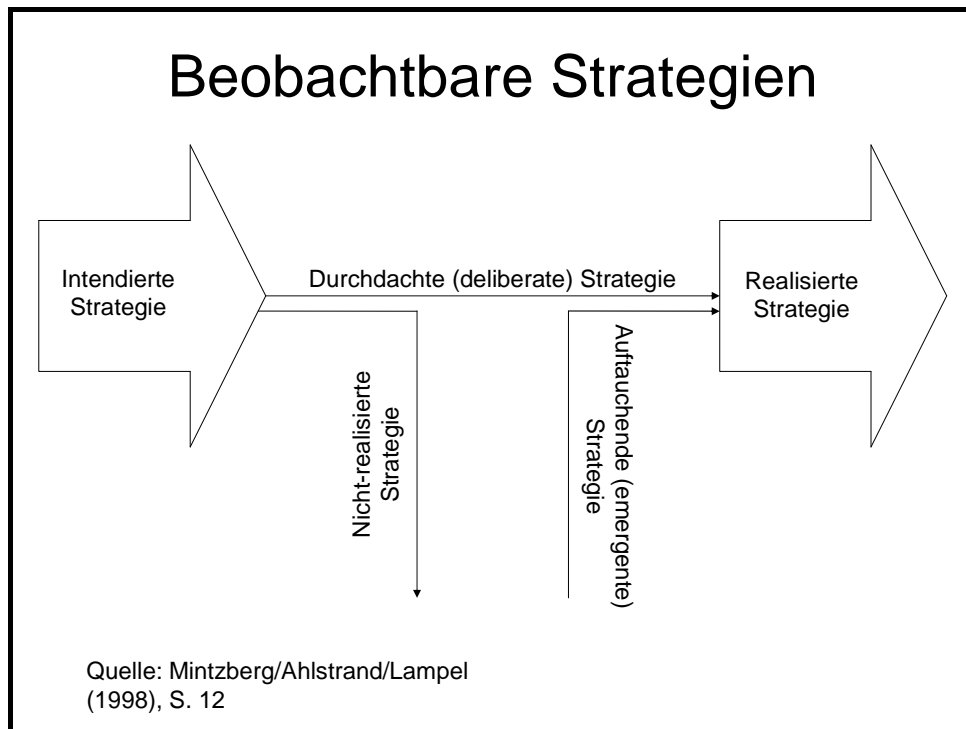 Beobachtbare Strategien
Intendierte
Strategie
Durchdachte (deliberate) Strategie
Realisierte
Strategie
Nicht-realisierte
Strategie
Auftauchende (emergente)
Strategie
Quelle: Mintzberg/Ahlstrand/Lampel
(1998), S. 12